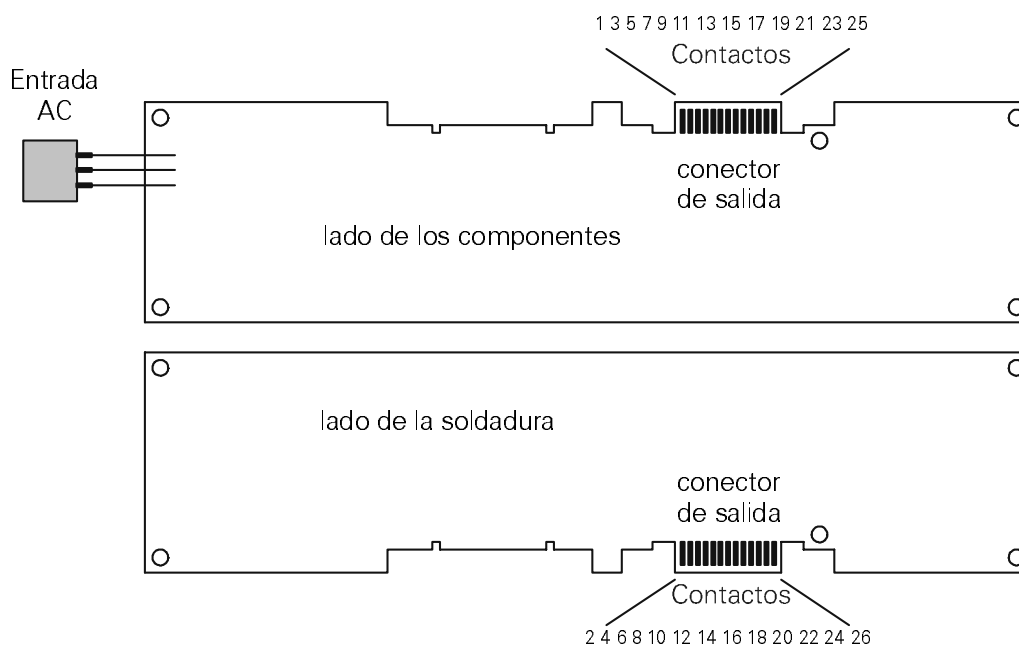 1 3 5 7 9 11 13 15 17 19 21 23 25
Contactos
Entrada
AC
conector
de salida
lado de los componentes
lado de la soldadura
conector
de salida
Contactos
2 4 6 8 10 12 14 16 18 20 22 24 26